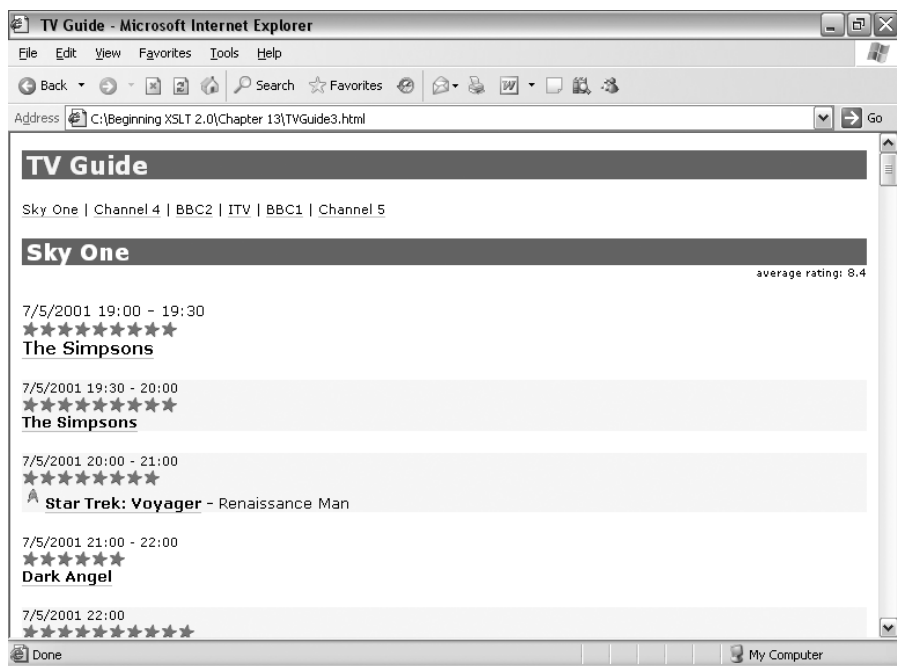 TV Guide - Microsoft Internet Explorer
File Edit View Favorites Tools Help
Back Search Favorites W
Address C:\Beginning XSLT 2.0\Chapter 13\TVGuide3.html Go
TV Guide
Sky One | Channel 4 | BBC2 | ITV | BBC1 | Channel 5
Sky One
average rating: 8.4
7/5/2001 19:00 - 19:30
The Simpsons
7/5/2001 19:30 - 20:00
The Simpsons
7/5/2001 20:00 - 21:00
Star Trek: Voyager - Renaissance Man
7/5/2001 21:00 - 22:00
Dark Angel
7/5/2001 22:00
Done My Computer